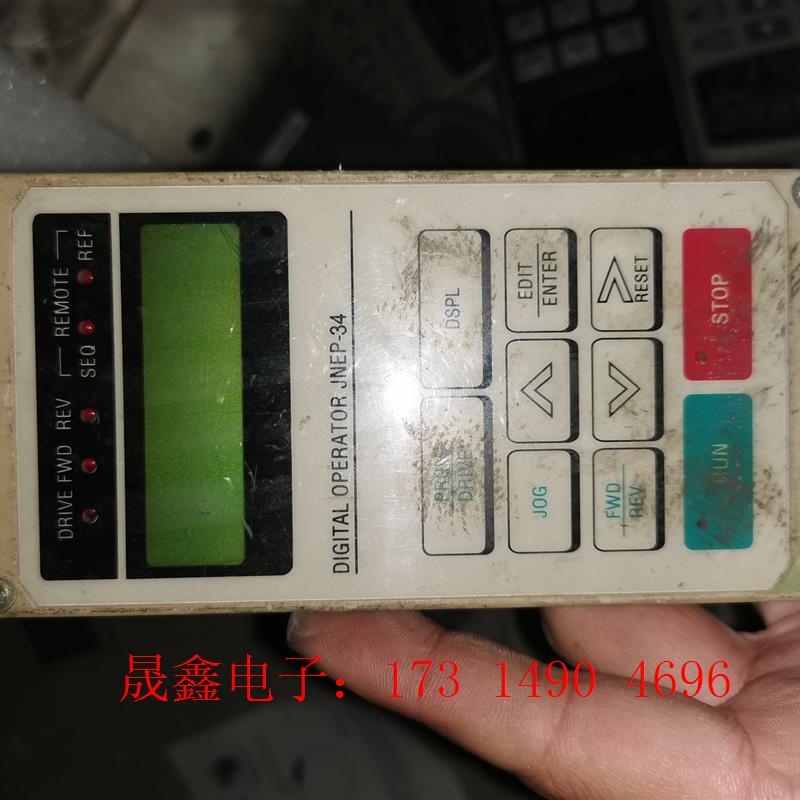 DRIVE FWD REV REMOTE
SEQ REF
DIGITAL OPERATOR JNEP-34
PRGM
DRIVE
DSPL
JOG
EDIT
ENTER
FWD
REV
RESET
RUN
STOP
晟鑫电子：173 1490 4696